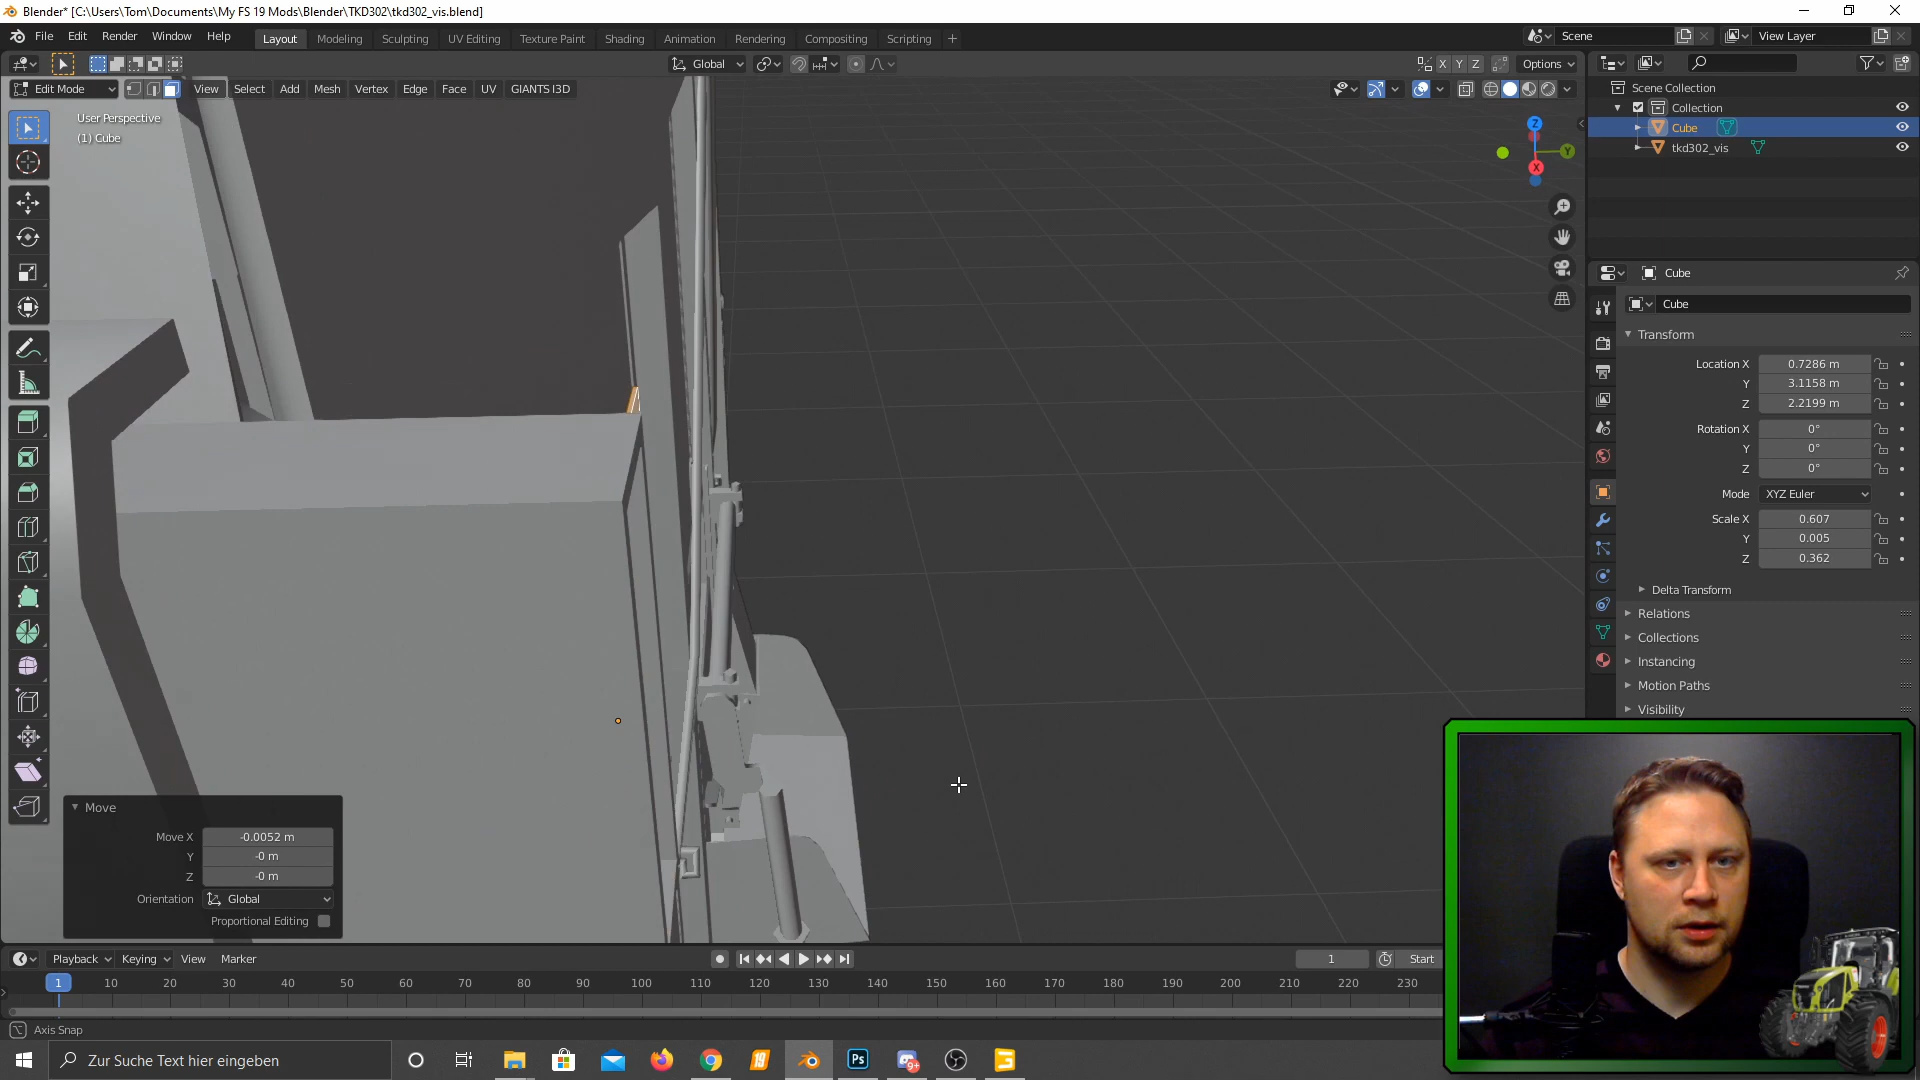 Blender* [C:\Users\Tom\Documents\My FS 19 Mods\Blender\TKD302\tkd302_vis.blend]
File Edit Render Window Help
Layout Modeling Sculpting UV Editing Texture Paint Shading Animation Rendering Compositing Scripting +
Scene
View Layer
Global
X Y Z
Options
Edit Mode
View Select Add Mesh Vertex Edge Face UV GIANTS I3D
User Perspective
(1) Cube
Z
Y
X
Scene Collection
Collection
Cube
tkd302_vis
Cube
Cube
Transform
Location X 0.7286 m
Y 3.1158 m
Z 2.2199 m
Rotation X 0°
Y 0°
Z 0°
Mode XYZ Euler
Scale X 0.607
Y 0.005
Z 0.362
Delta Transform
Relations
Collections
Instancing
Motion Paths
Visibility
Move
Move X -0.0052 m
Y -0 m
Z -0 m
Orientation Global
Proportional Editing
Playback Keying View Marker
1
Start
1 10 20 30 40 50 60 70 80 90 100 110 120 130 140 150 160 170 180 190 200 210 220 230
Axis Snap
Zur Suche Text hier eingeben
19
Ps
9+